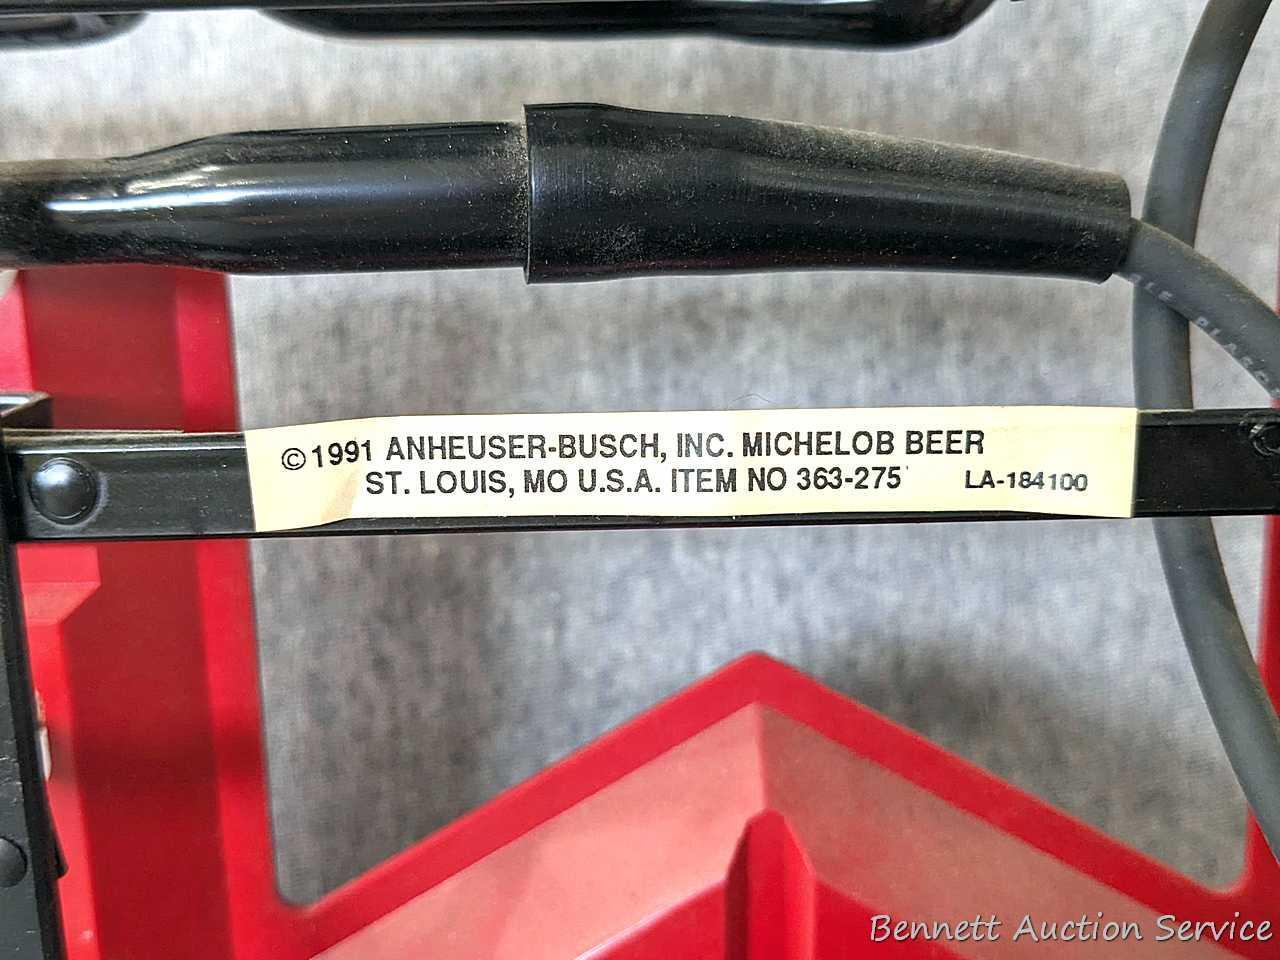 ©1991 ANHEUSER-BUSCH, INC. MICHELOB BEER
ST. LOUIS, MO U.S.A. ITEM NO 363-275 LA-184100
Bennett Auction Service